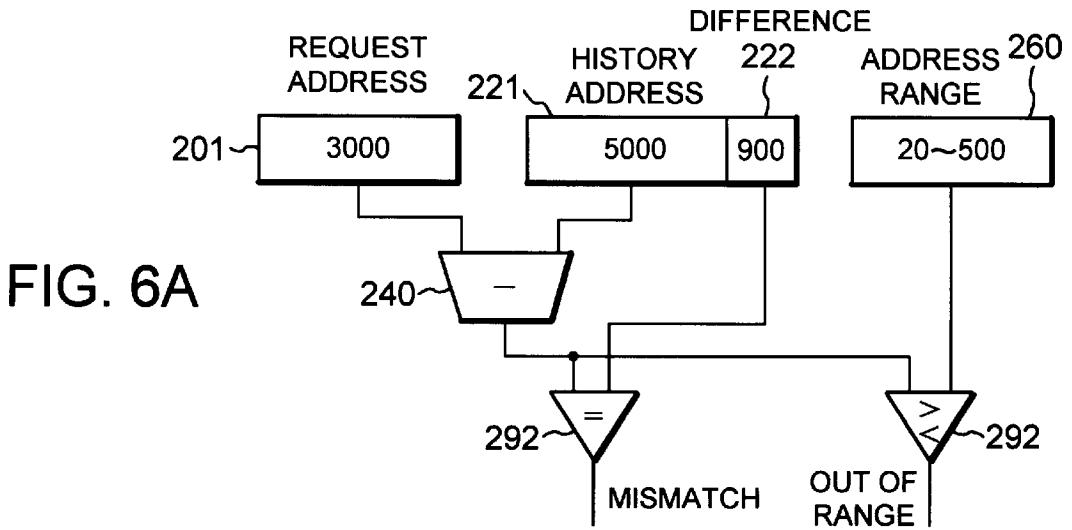 DIFFERENCE
REQUEST
ADDRESS
HISTORY
ADDRESS
222
ADDRESS
RANGE
260
221
201
3000
5000
900
20~500
FIG. 6A
240
−
292
=
>
<
292
MISMATCH
OUT OF
RANGE